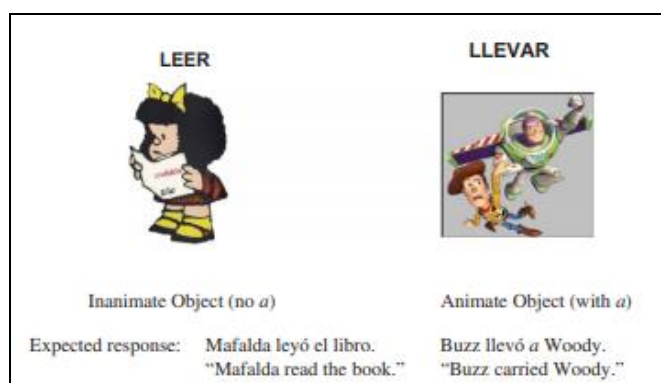 LEER
LLEVAR
Inanimate Object (no a)
Animate Object (with a)
Expected response:
Mafalda leyó el libro.
"Mafalda read the book."
Buzz llevó a Woody.
"Buzz carried Woody."